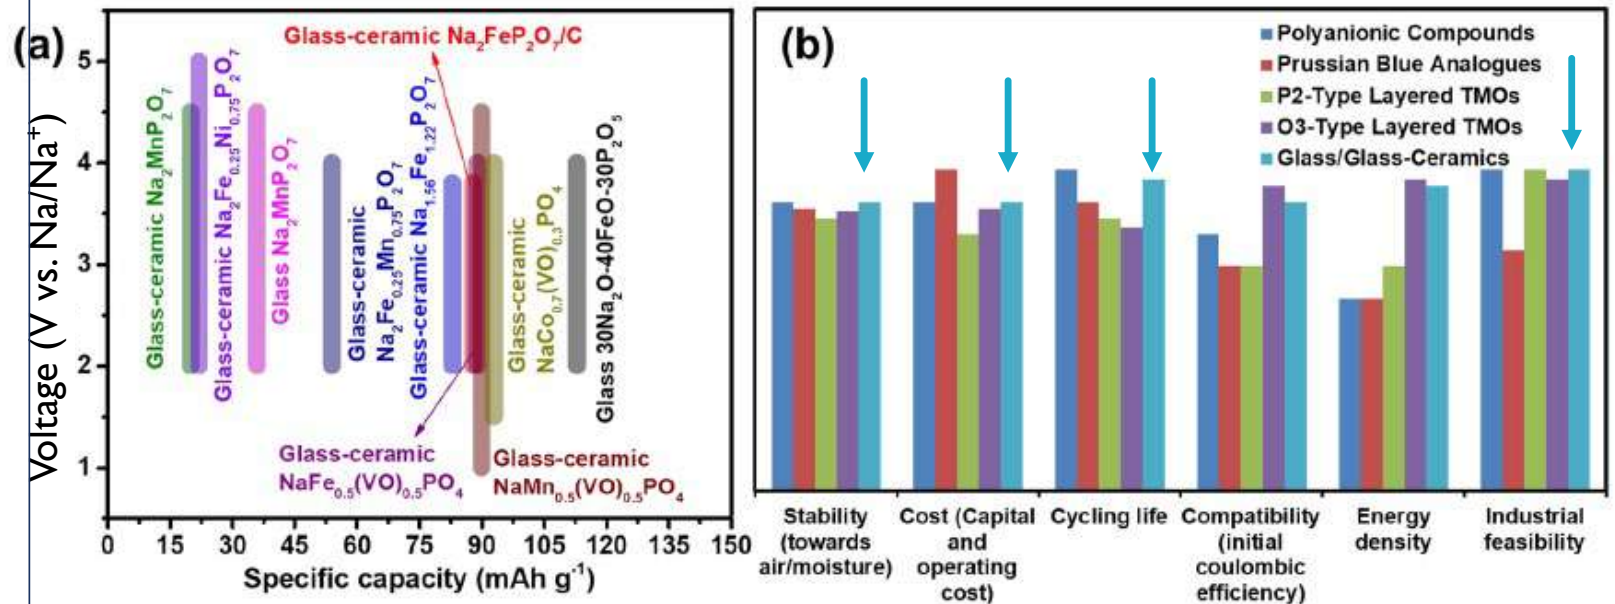 (a)
Voltage (V vs. Na/Na⁺)
5
4
3
2
1
0 15 30 45 60 75 90 105 120 135 150
Specific capacity (mAh g⁻¹)
Glass-ceramic Na₂FeP₂O₇/C
Glass-ceramic Na₂MnP₂O₇
Glass-ceramic Na₂Fe₀.₂₅Ni₀.₇₅P₂O₇
Glass Na₂MnP₂O₇
Glass-ceramic
Na₂Fe₀.₂₅Mn₀.₇₅P₂O₇
Glass-ceramic Na₁.₅₆Fe₁.₂₂P₂O₇
Glass-ceramic
NaCo₀.₇(VO)₀.₃PO₄
Glass 30Na₂O-40FeO-30P₂O₅
Glass-ceramic
NaFe₀.₅(VO)₀.₅PO₄
Glass-ceramic
NaMn₀.₅(VO)₀.₅PO₄
(b)
Polyanionic Compounds
Prussian Blue Analogues
P2-Type Layered TMOs
O3-Type Layered TMOs
Glass/Glass-Ceramics
Stability
(towards
air/moisture)
Cost (Capital
and
operating
cost)
Cycling life
Compatibility
(initial
coulombic
efficiency)
Energy
density
Industrial
feasibility